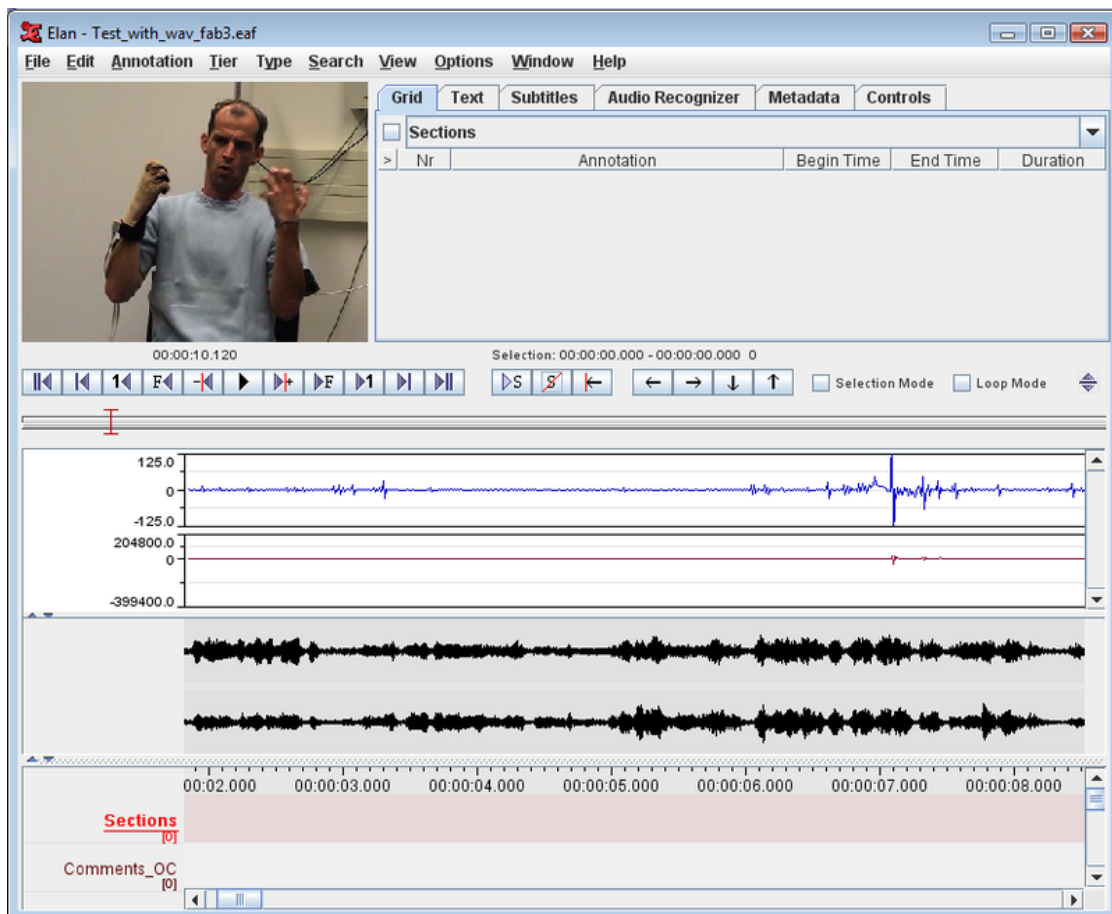 Elan - Test_with_wav_fab3.eaf
File Edit Annotation Tier Type Search View Options Window Help
Grid Text Subtitles Audio Recognizer Metadata Controls
Sections
> Nr Annotation Begin Time End Time Duration
00:00:10.120
Selection: 00:00:00.000 - 00:00:00.000 0
1 F - + F 1 S S ← → ↓ ↑ Selection Mode Loop Mode
125.0
0
-125.0
204800.0
0
-399400.0
00:02.000 00:00:03.000 00:00:04.000 00:00:05.000 00:00:06.000 00:00:07.000 00:00:08.000
Sections
[0]
Comments_OC
[0]